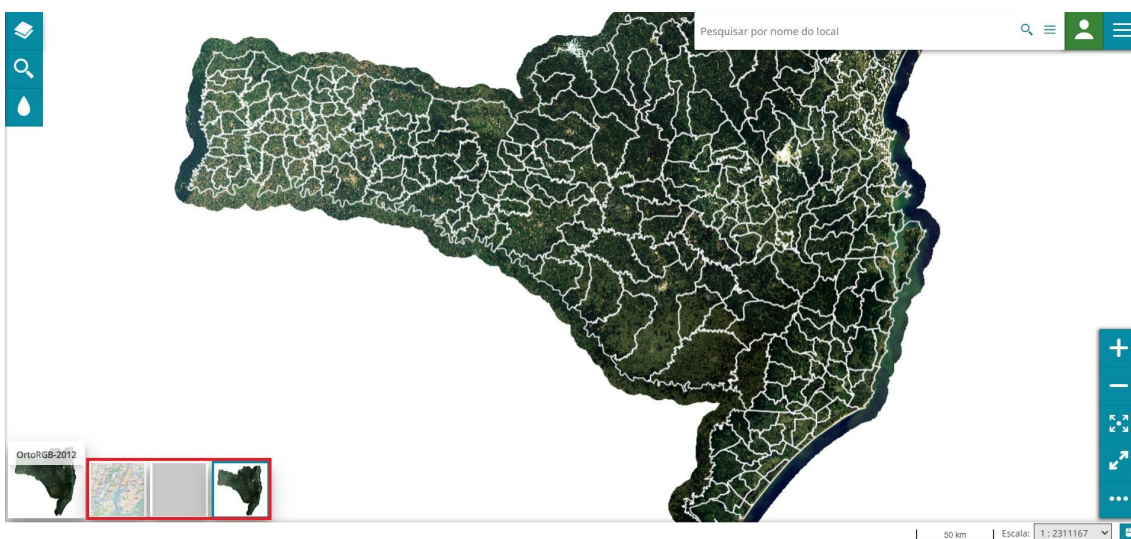 Pesquisar por nome do local
OrtoRGB-2012
50 km
Escala:
1 : 2311167